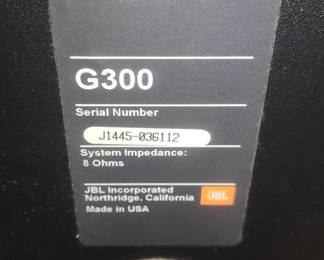 G300
Serial Number
J1445-036112
System Impedance:
8 Ohms
JBL Incorporated
Northridge, California
JBL
Made in USA